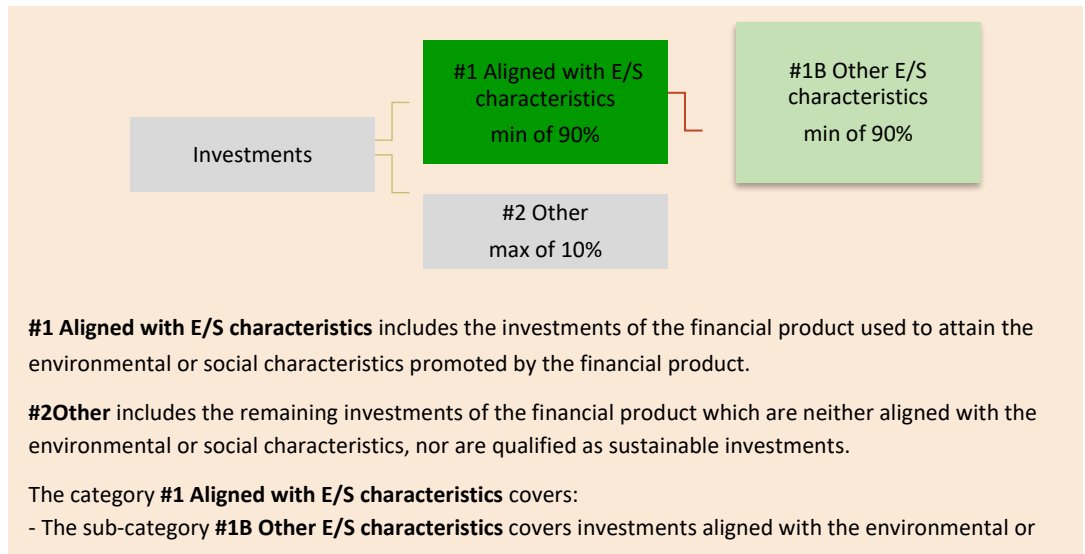 #1 Aligned with E/S
characteristics
min of 90%
#1B Other E/S
characteristics
min of 90%
Investments
#2 Other
max of 10%
#1 Aligned with E/S characteristics includes the investments of the financial product used to attain the
environmental or social characteristics promoted by the financial product.
#2Other includes the remaining investments of the financial product which are neither aligned with the
environmental or social characteristics, nor are qualified as sustainable investments.
The category #1 Aligned with E/S characteristics covers:
- The sub-category #1B Other E/S characteristics covers investments aligned with the environmental or